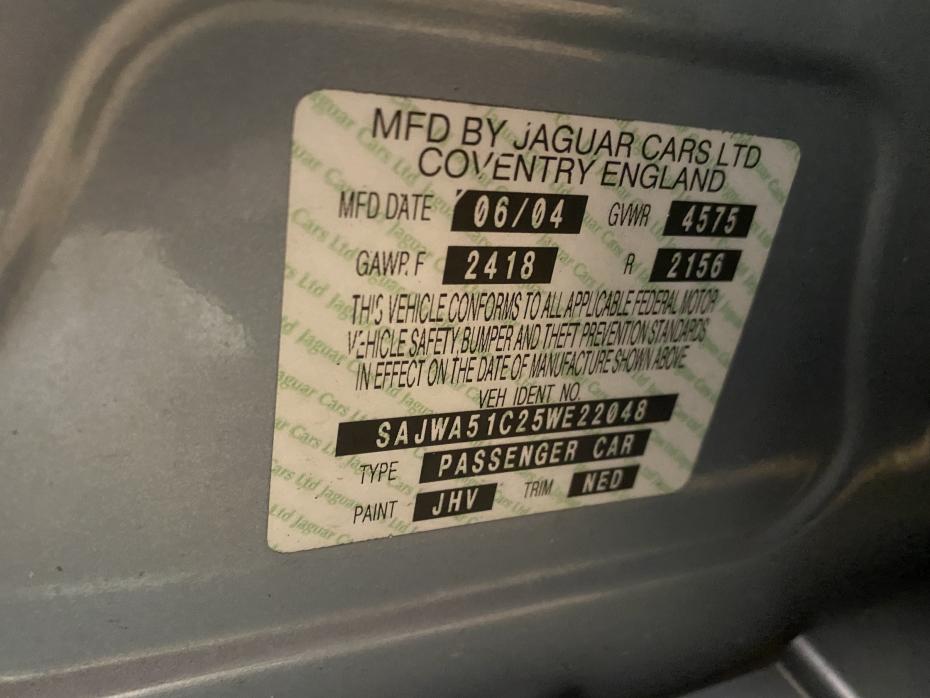 MFD BY JAGUAR CARS LTD
COVENTRY ENGLAND
MFD DATE 06/04 GVWR 4575
GAWR. F 2418 R 2156
THIS VEHICLE CONFORMS TO ALL APPLICABLE FEDERAL MOTOR
VEHICLE SAFETY, BUMPER AND THEFT PREVENTION STANDARDS
IN EFFECT ON THE DATE OF MANUFACTURE SHOWN ABOVE
VEH IDENT NO.
SAJWA51C25WE22048
TYPE PASSENGER CAR
PAINT JHV TRIM NED